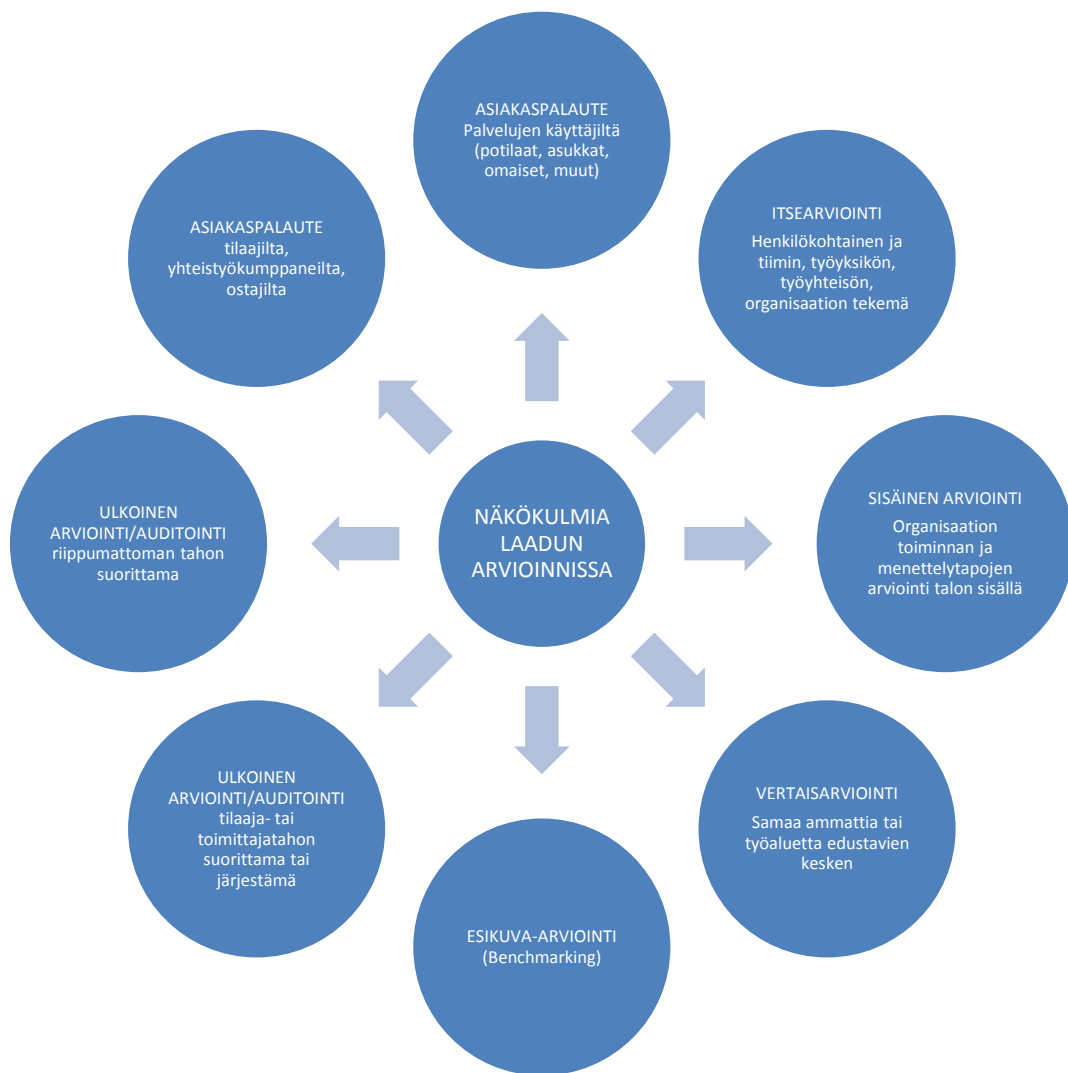 ASIAKASPALAUTE
Palvelujen käyttäjiltä
(potilaat, asukkat,
omaiset, muut)
ITSEARVIOINTI
Henkilökohtainen ja
tiimin, työyksikön,
työyhteisön,
organisaation tekemä
SISÄINEN ARVIOINTI
Organisaation
toiminnan ja
menettelytapojen
arviointi talon sisällä
VERTAISARVIOINTI
Samaa ammattia tai
työaluetta edustavien
kesken
ESIKUVA-ARVIOINTI
(Benchmarking)
ULKOINEN
ARVIOINTI/AUDITOINTI
tilaaja- tai
toimittajatahon
suorittama tai
järjestämä
ULKOINEN
ARVIOINTI/AUDITOINTI
riippumattoman tahon
suorittama
ASIAKASPALAUTE
tilaajilta,
yhteistyökumppaneilta,
ostajilta
NÄKÖKULMIA
LAADUN
ARVIOINNISSA